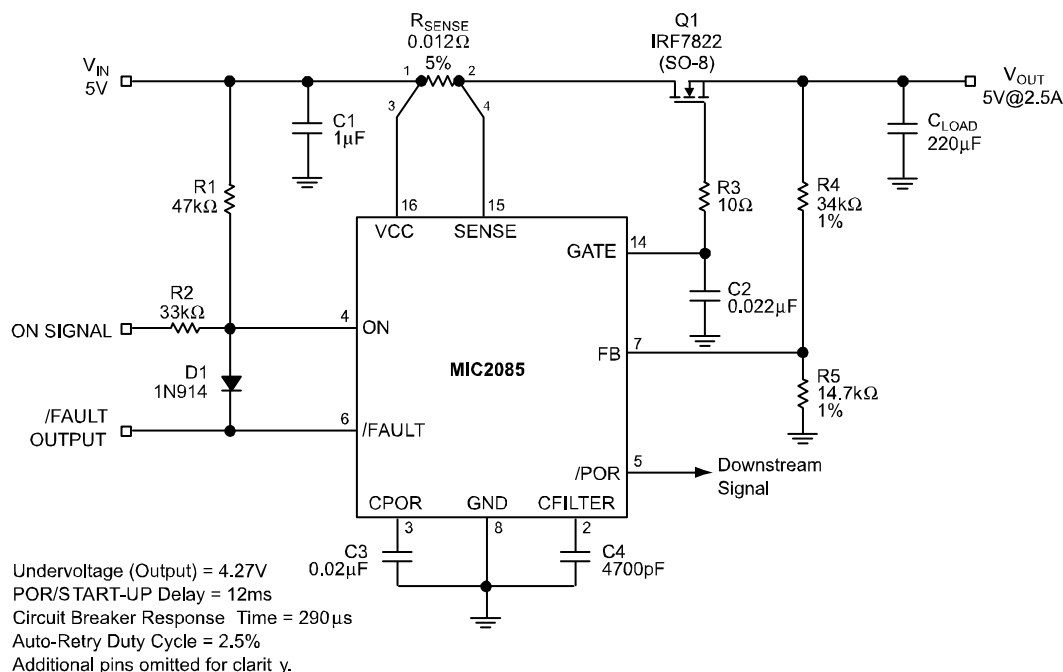 RSENSE
0.012Ω
5%
Q1
IRF7822
(SO-8)
VIN
5V
1
2
3
4
VOUT
5V@2.5A
C1
1µF
CLOAD
220µF
R1
47kΩ
16
15
VCC
SENSE
R3
10Ω
R4
34kΩ
1%
GATE
14
C2
0.022µF
R2
33kΩ
ON SIGNAL
4
ON
7
FB
MIC2085
D1
1N914
R5
14.7kΩ
1%
/FAULT
OUTPUT
6
/FAULT
/POR
5
Downstream
Signal
CPOR
GND
CFILTER
3
8
2
C3
0.02µF
C4
4700pF
Undervoltage (Output) = 4.27V
POR/START-UP Delay = 12ms
Circuit Breaker Response Time = 290µs
Auto-Retry Duty Cycle = 2.5%
Additional pins omitted for clarit y.